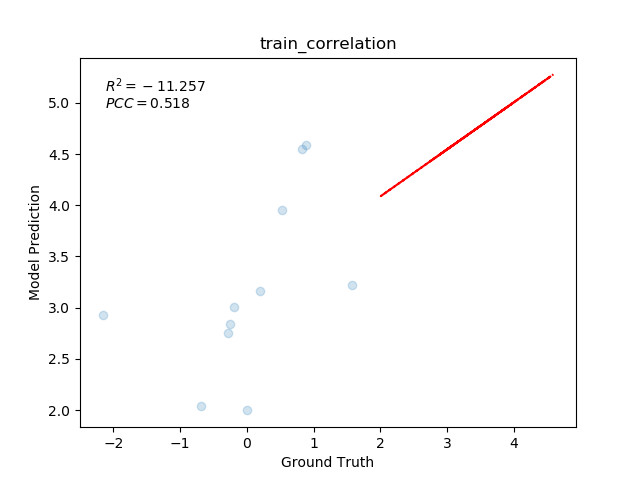 train_correlation
R² = −11.257
PCC = 0.518
5.0
4.5
4.0
3.5
3.0
2.5
2.0
Model Prediction
−2 −1 0 1 2 3 4
Ground Truth